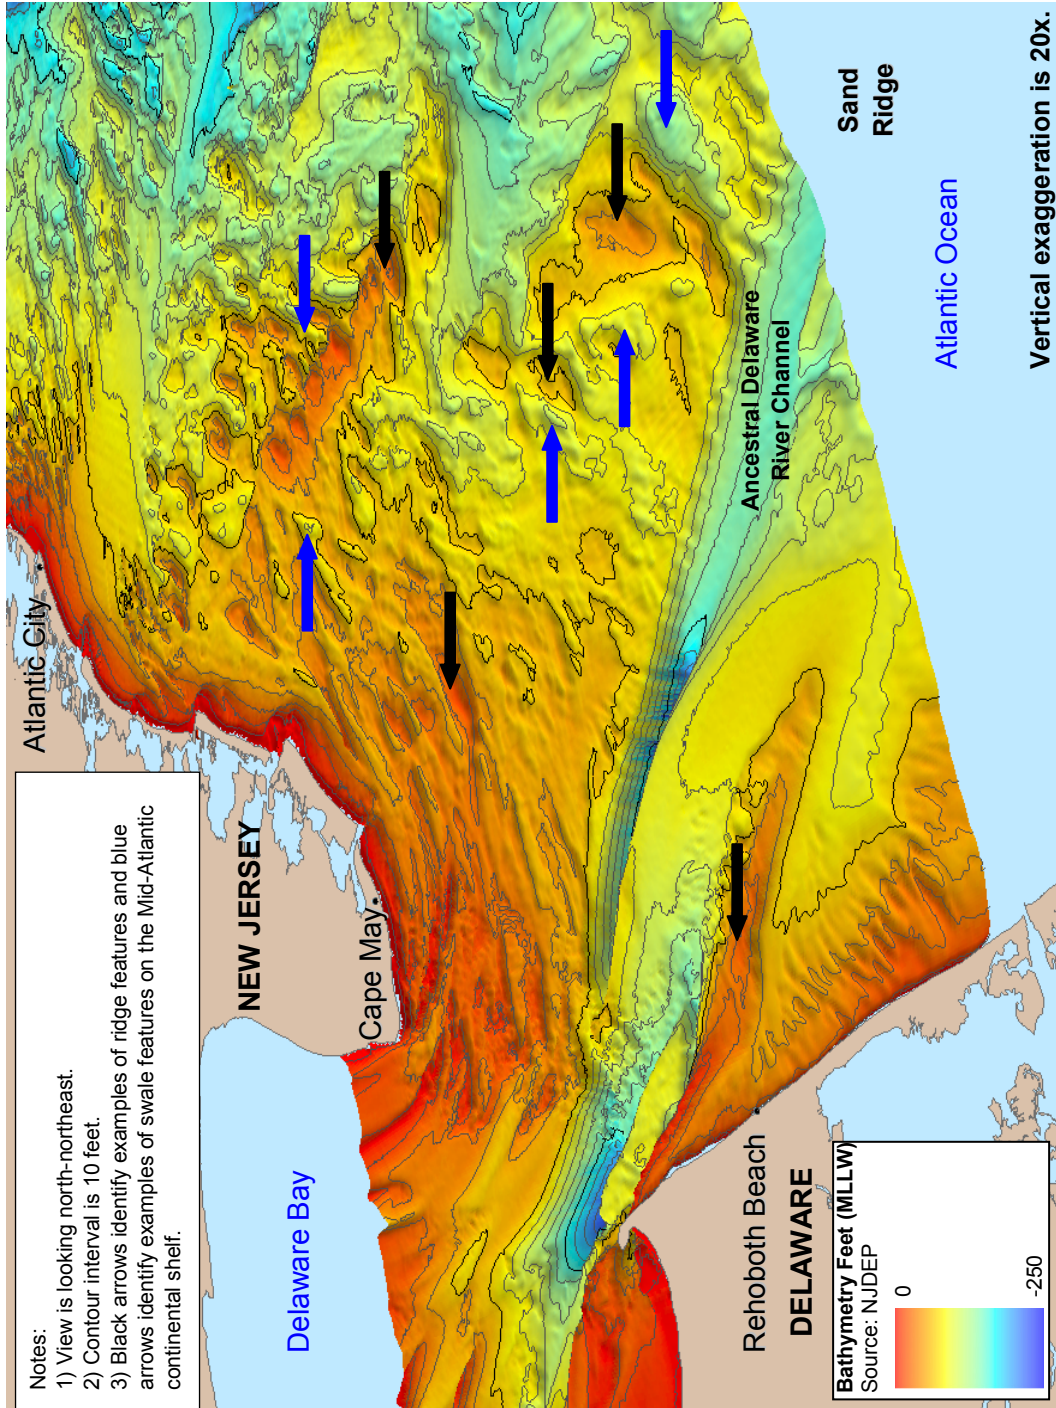 Notes:
1) View is looking north-northeast.
2) Contour interval is 10 feet.
3) Black arrows identify examples of ridge features and blue
arrows identify examples of swale features on the Mid-Atlantic
continental shelf.
Atlantic City
NEW JERSEY
Cape May
Delaware Bay
Rehoboth Beach
DELAWARE
Ancestral Delaware
River Channel
Sand
Ridge
Atlantic Ocean
Vertical exaggeration is 20x.
Bathymetry Feet (MLLW)
Source: NJDEP
0
-250